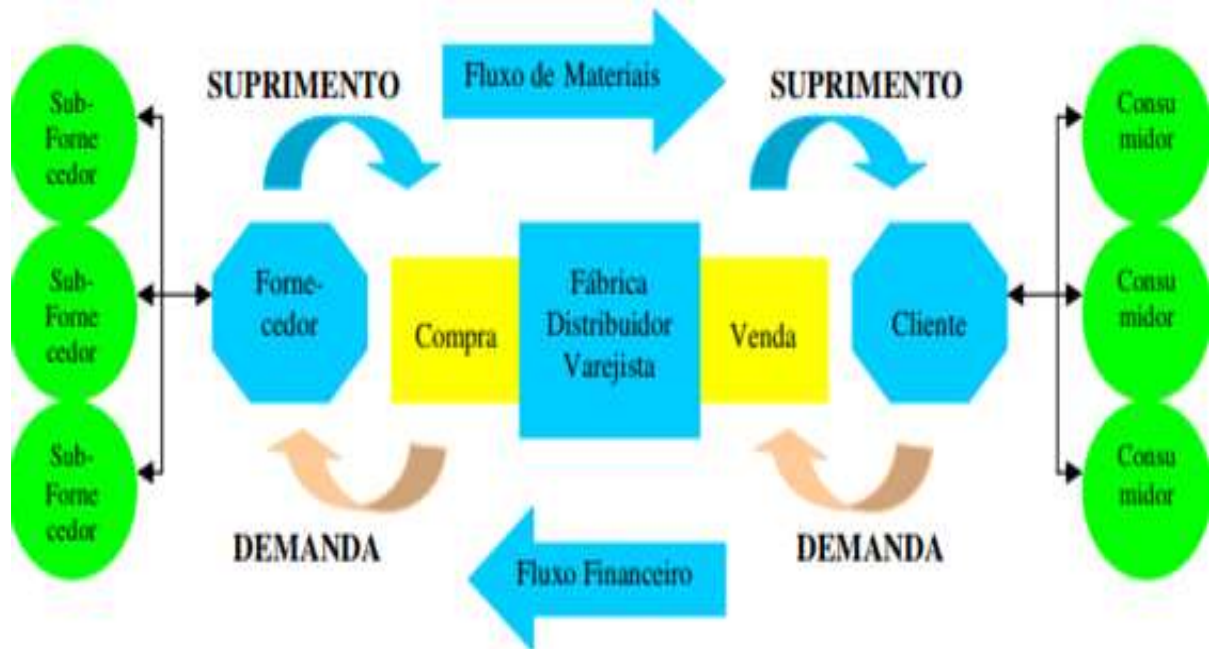 Sub-
Forne
cedor
Sub-
Forne
cedor
Sub-
Forne
cedor
SUPRIMENTO
Fluxo de Materiais
SUPRIMENTO
Forne-
cedor
Compra
Fábrica
Distribuidor
Varejista
Venda
Cliente
DEMANDA
Fluxo Financeiro
DEMANDA
Consu
midor
Consu
midor
Consu
midor